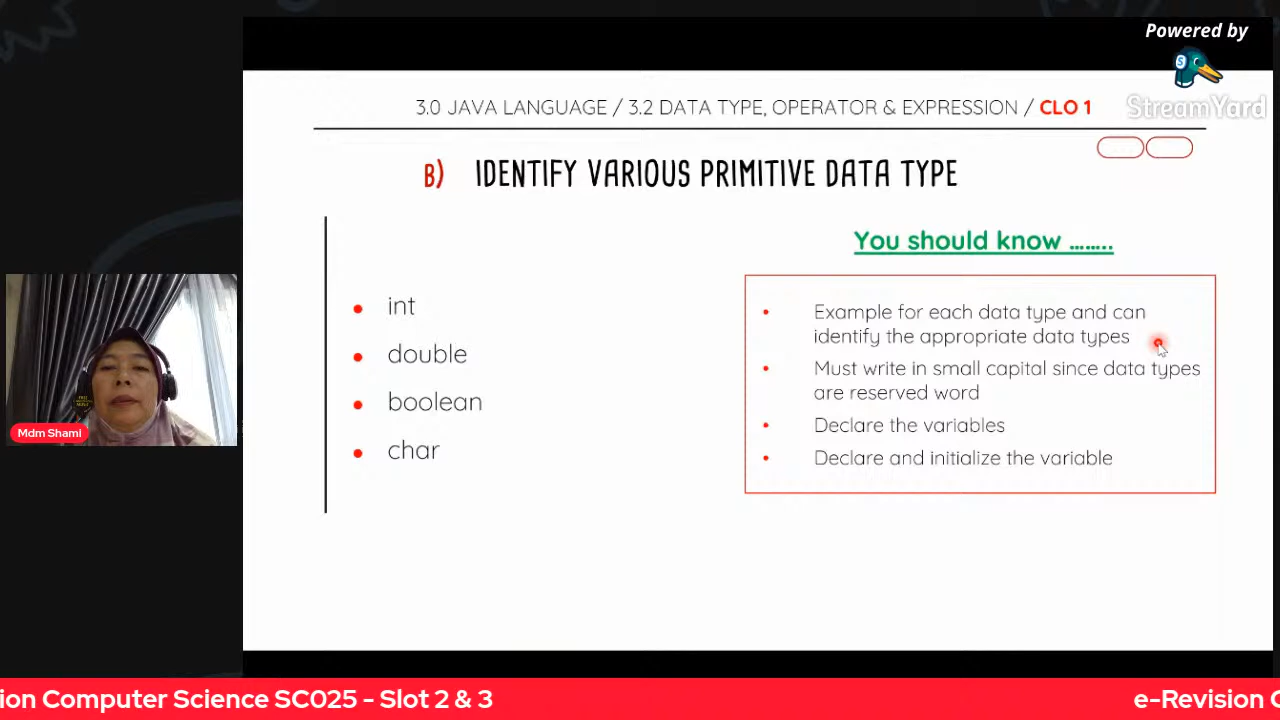 Powered by
StreamYard
3.0 JAVA LANGUAGE / 3.2 DATA TYPE, OPERATOR & EXPRESSION / CLO 1
B) IDENTIFY VARIOUS PRIMITIVE DATA TYPE
You should know ........
• int
• double
• boolean
• char
• Example for each data type and can
identify the appropriate data types
• Must write in small capital since data types
are reserved word
• Declare the variables
• Declare and initialize the variable
Mdm Shami
ion Computer Science SC025 - Slot 2 & 3
e-Revision C